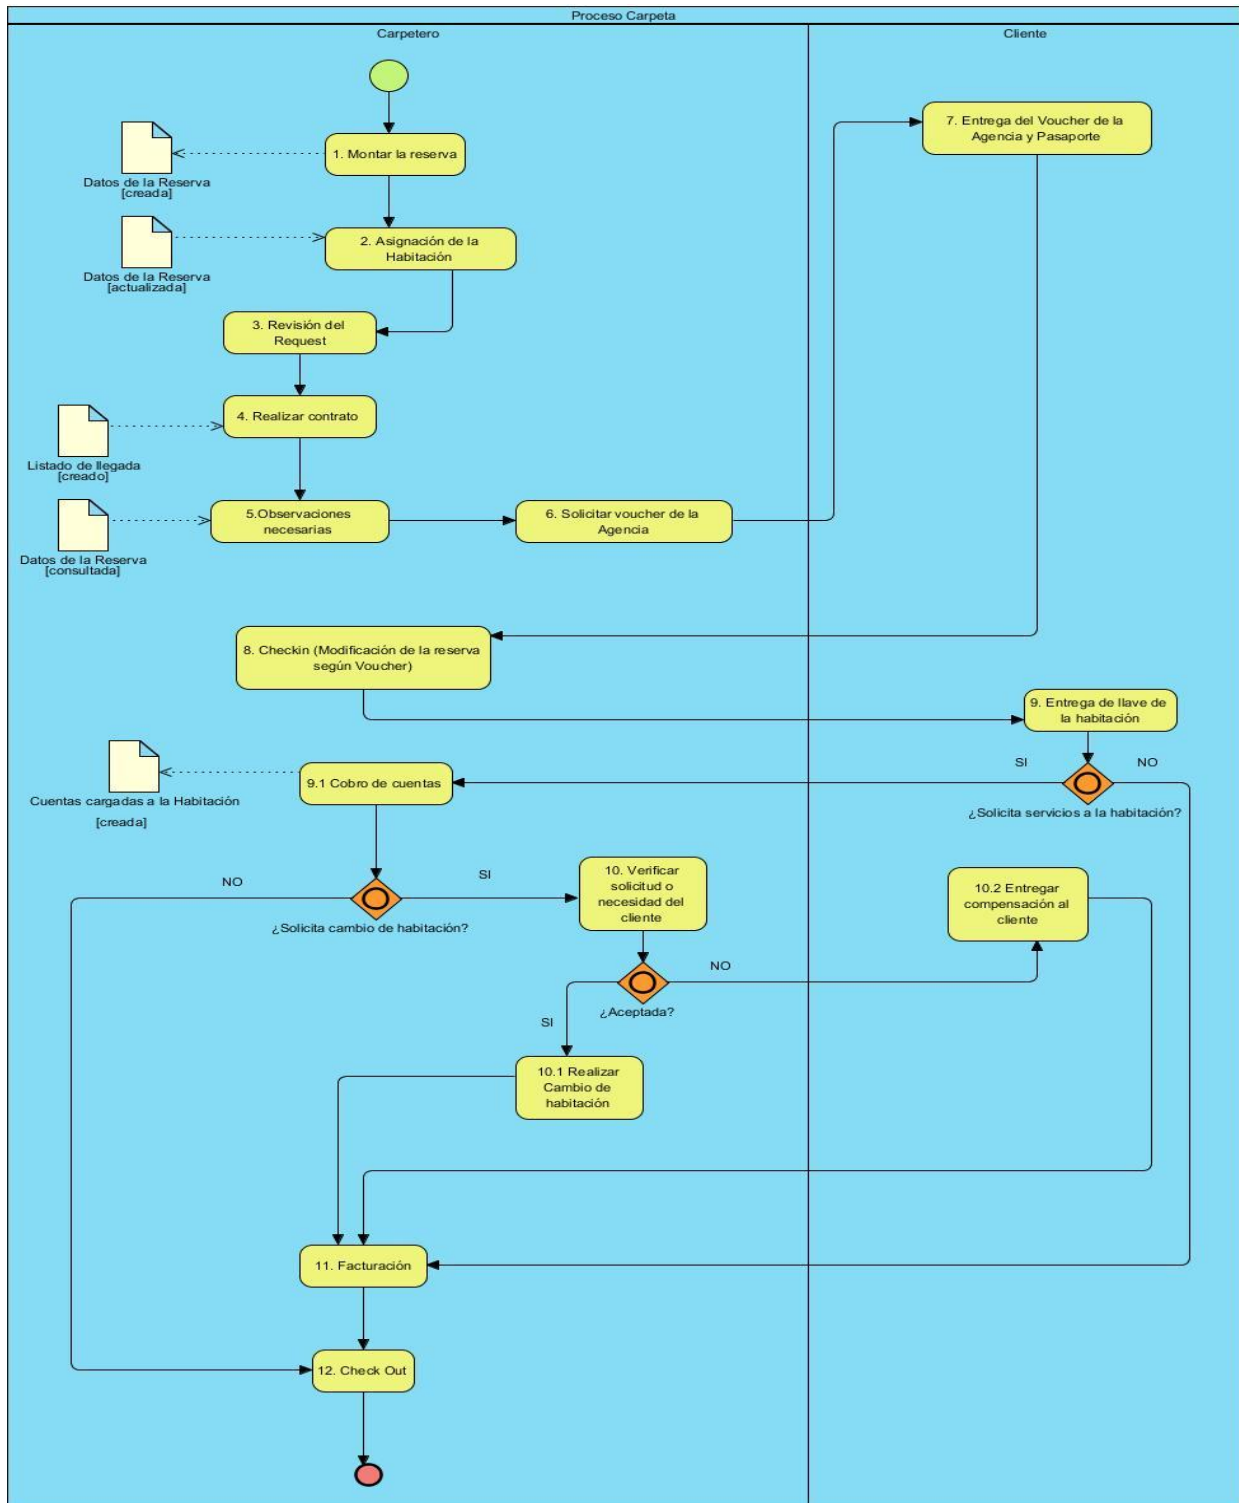 Proceso Carpeta
Carpetero
Cliente
7. Entrega del Voucher de la
Agencia y Pasaporte
1. Montar la reserva
Datos de la Reserva
[creada]
2. Asignación de la
Habitación
Datos de la Reserva
[actualizada]
3. Revisión del
Request
4. Realizar contrato
Listado de llegada
[creado]
5.Observaciones
necesarias
6. Solicitar voucher de la
Agencia
Datos de la Reserva
[consultada]
8. Checkin (Modificación de la reserva
según Voucher)
9. Entrega de llave de
la habitación
SI
NO
9.1 Cobro de cuentas
Cuentas cargadas a la Habitación
[creada]
¿Solicita servicios a la habitación?
NO
SI
10. Verificar
solicitud o
necesidad del
cliente
10.2 Entregar
compensación al
cliente
¿Solicita cambio de habitación?
NO
¿Aceptada?
SI
10.1 Realizar
Cambio de
habitación
11. Facturación
12. Check Out